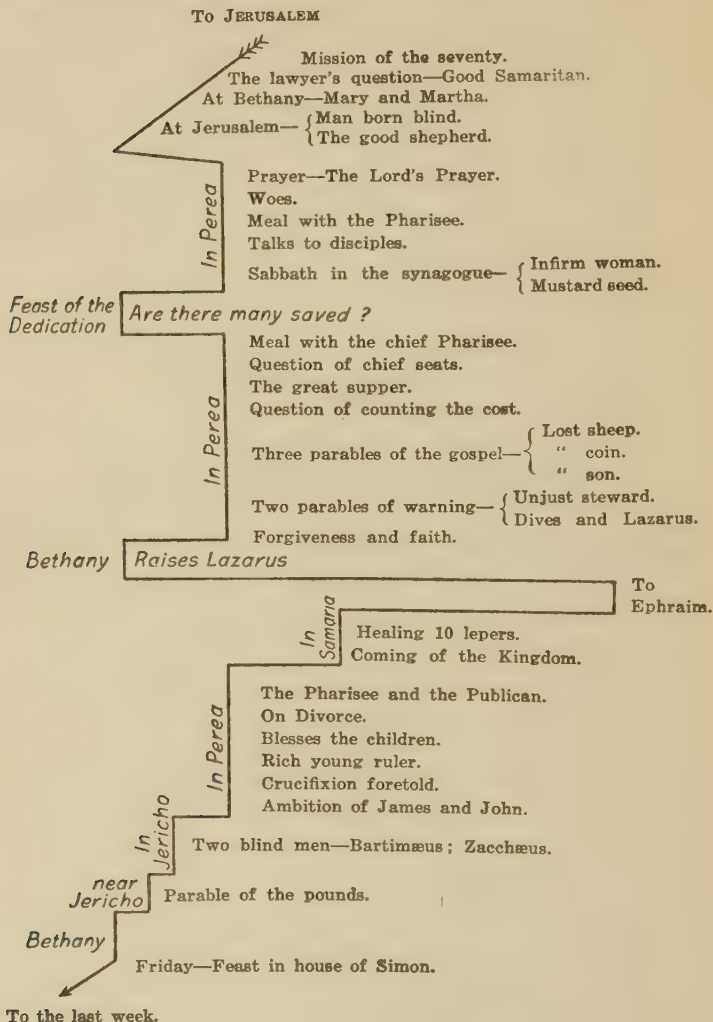 To JERUSALEM
Mission of the seventy.
The lawyer's question—Good Samaritan.
At Bethany—Mary and Martha.
At Jerusalem— Man born blind.
The good shepherd.
In Perea
Prayer—The Lord's Prayer.
Woes.
Meal with the Pharisee.
Talks to disciples.
Sabbath in the synagogue— Infirm woman.
Mustard seed.
Feast of the
Dedication
Are there many saved ?
In Perea
Meal with the chief Pharisee.
Question of chief seats.
The great supper.
Question of counting the cost.
Three parables of the gospel— Lost sheep.
“ coin.
“ son.
Two parables of warning— Unjust steward.
Dives and Lazarus.
Forgiveness and faith.
Bethany
Raises Lazarus
To
Ephraim.
In
Samaria
Healing 10 lepers.
Coming of the Kingdom.
In Perea
The Pharisee and the Publican.
On Divorce.
Blesses the children.
Rich young ruler.
Crucifixion foretold.
Ambition of James and John.
In
Jericho
Two blind men—Bartimæus; Zacchæus.
near
Jericho
Parable of the pounds.
Bethany
Friday—Feast in house of Simon.
To the last week.